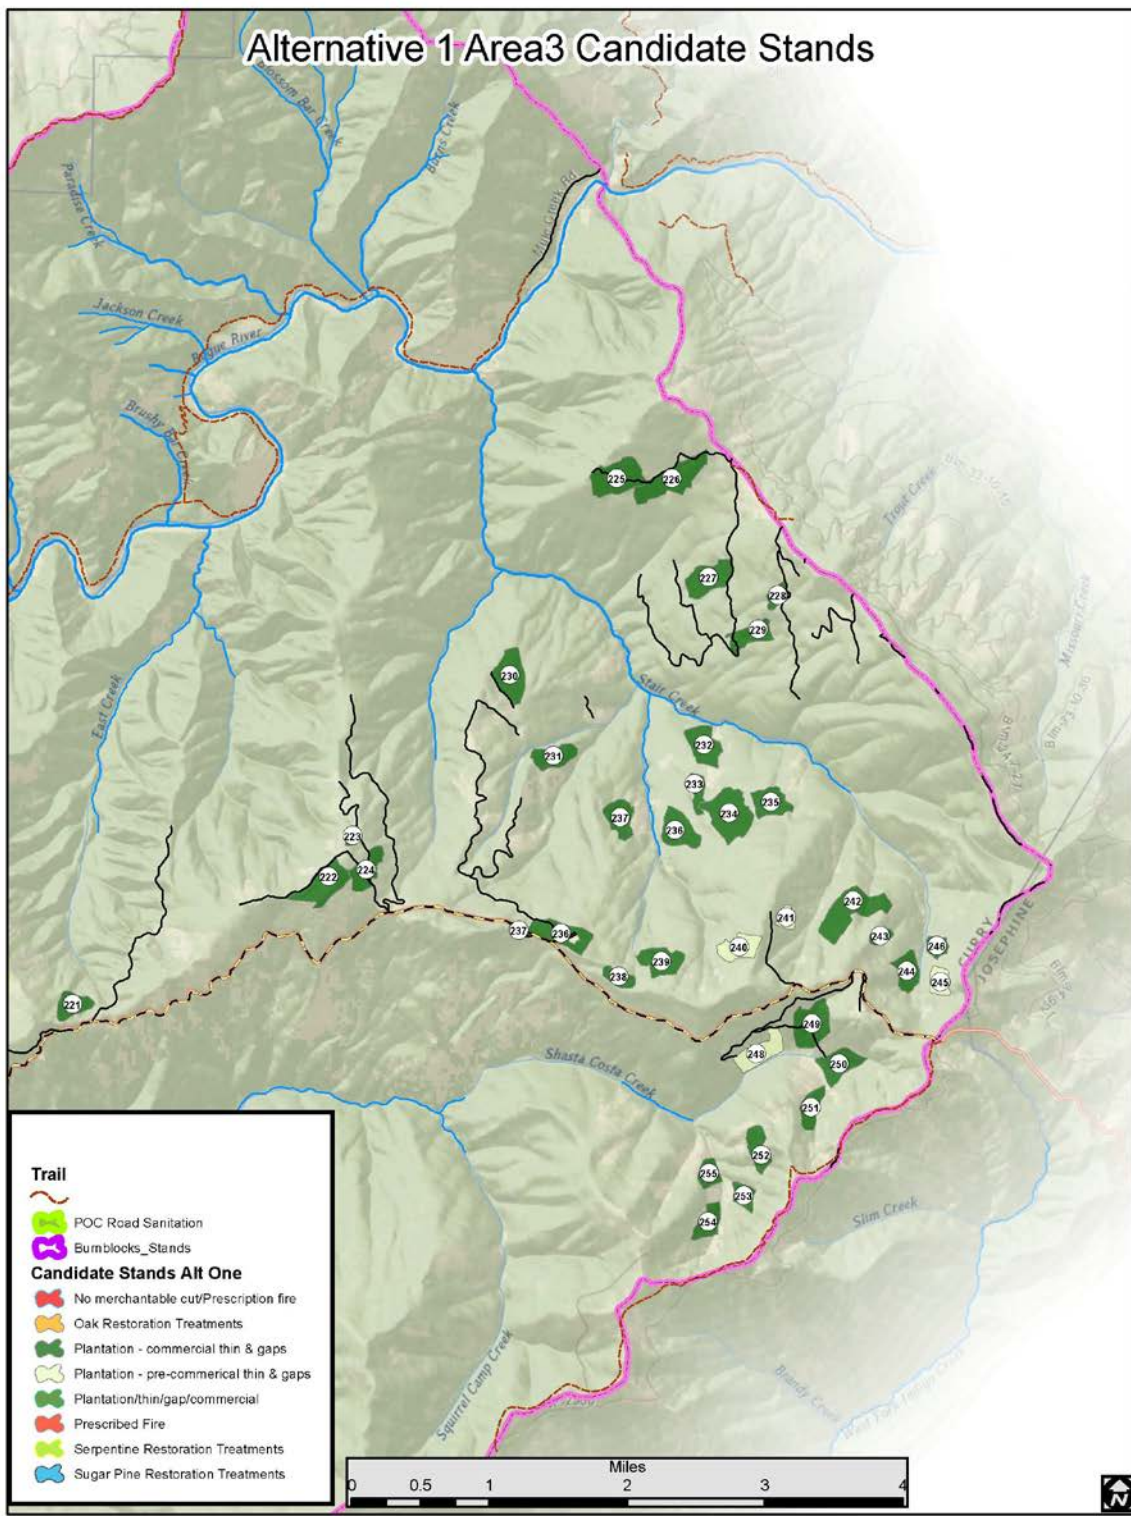 Alternative 1 Area3 Candidate Stands
Blossom Bar Creek
Burns Creek
Paradise Creek
Mule Creek Rd
Jackson Creek
Rogue River
Brushy Bar Creek
225
226
Trout Creek
227
228
229
Missouri Creek
230
Stair Creek
East Creek
231
232
233
234
235
236
237
223
222
224
221
237
236
238
239
240
241
242
243
244
245
246
CURRY
JOSEPHINE
249
248
250
251
Shasta Costa Creek
252
255
253
254
Slim Creek
Squirrel Camp Creek
Brandy Creek
Trail
POC Road Sanitation
Burnblocks_Stands
Candidate Stands Alt One
No merchantable cut/Prescription fire
Oak Restoration Treatments
Plantation - commercial thin & gaps
Plantation - pre-commerical thin & gaps
Plantation/thin/gap/commercial
Prescribed Fire
Serpentine Restoration Treatments
Sugar Pine Restoration Treatments
Miles
0 0.5 1 2 3 4
N